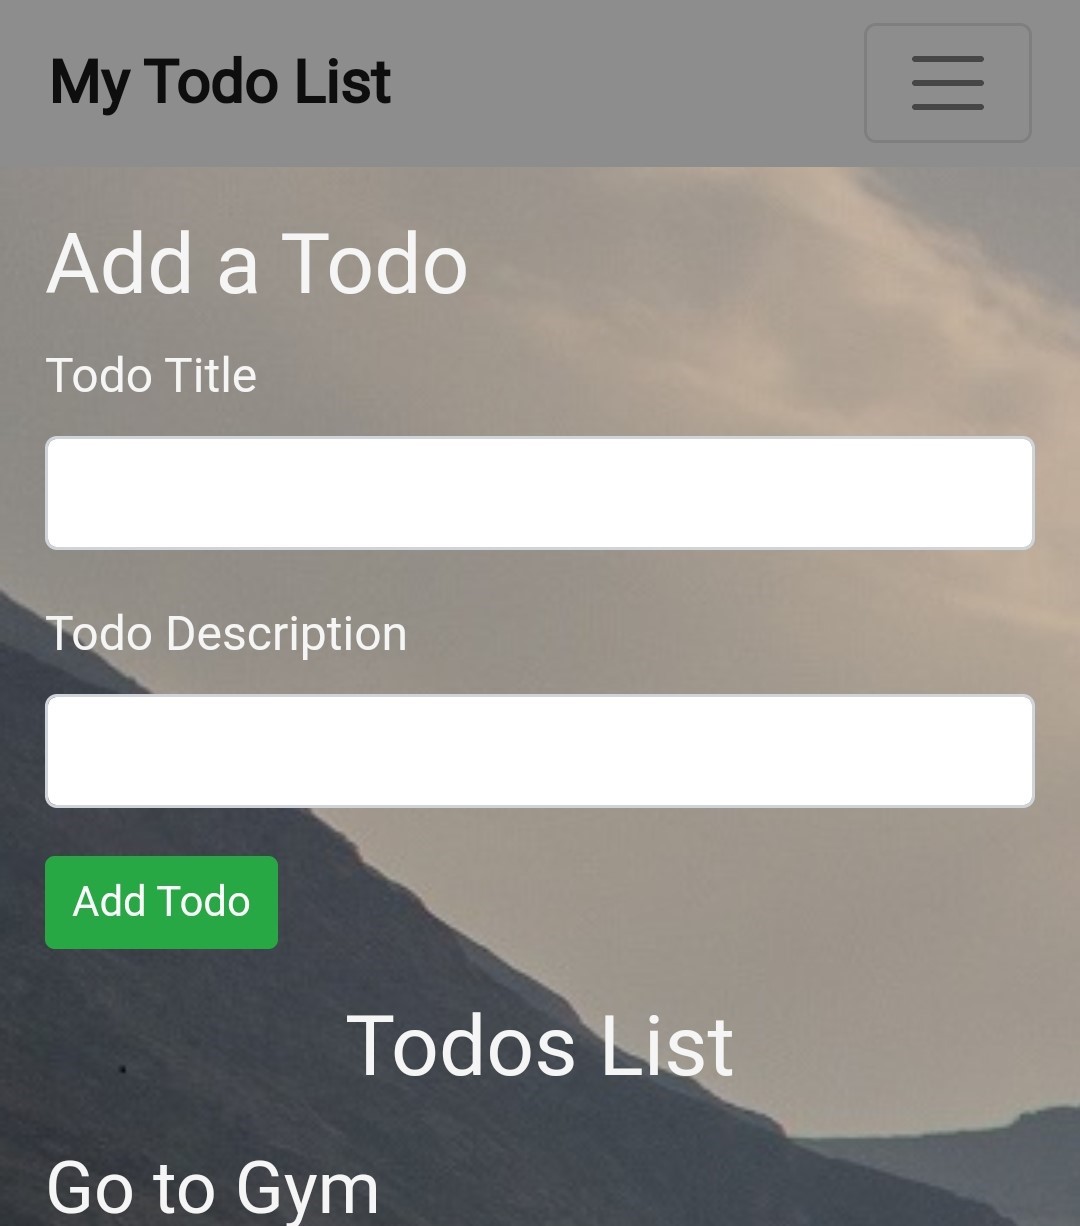 My Todo List
Add a Todo
Todo Title
Todo Description
Add Todo
Todos List
Go to Gym